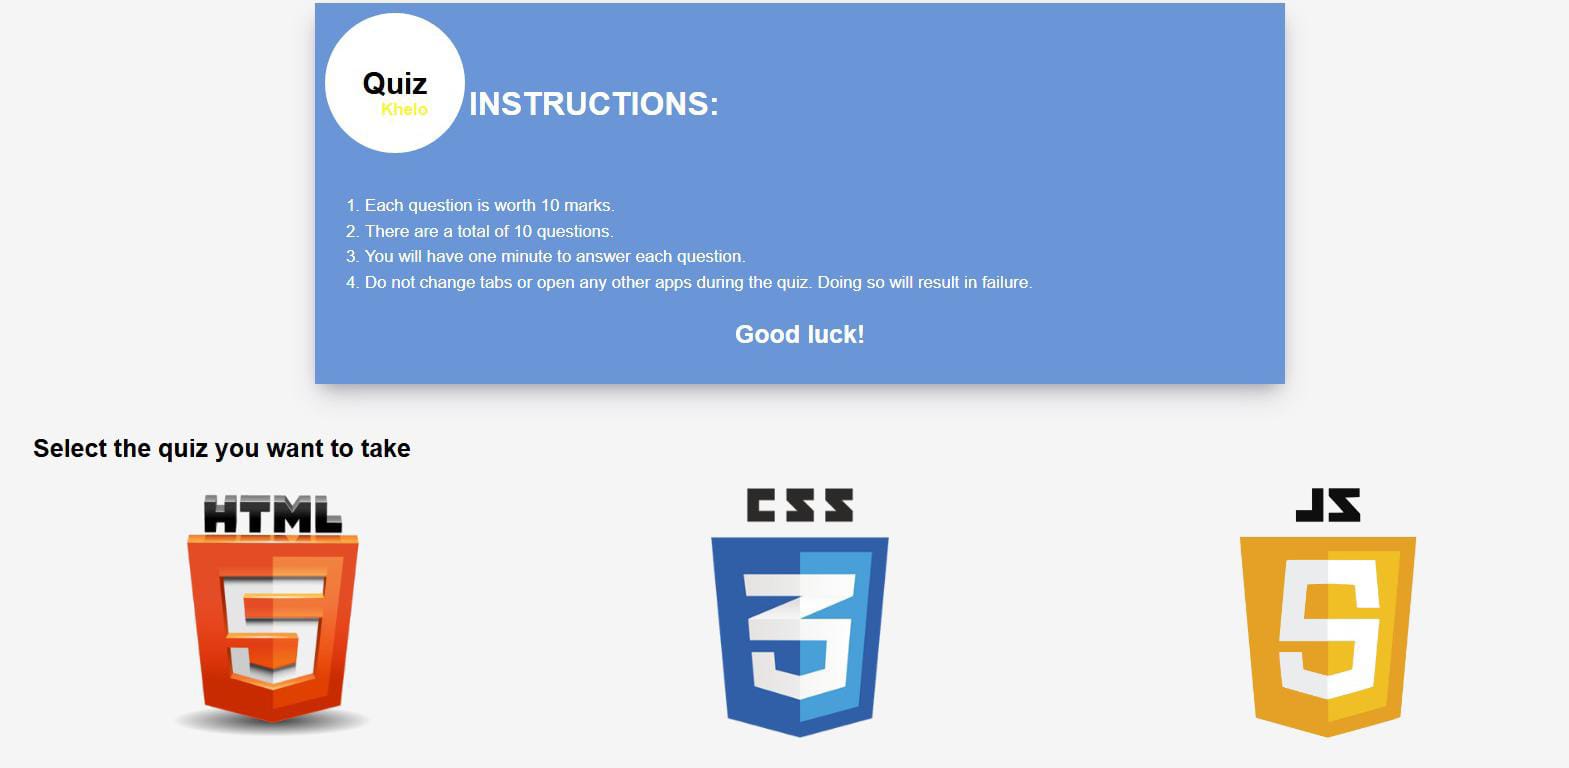 Quiz
Khelo
INSTRUCTIONS:
1. Each question is worth 10 marks.
2. There are a total of 10 questions.
3. You will have one minute to answer each question.
4. Do not change tabs or open any other apps during the quiz. Doing so will result in failure.
Good luck!
Select the quiz you want to take
HTML
CSS
JS
5
3
S